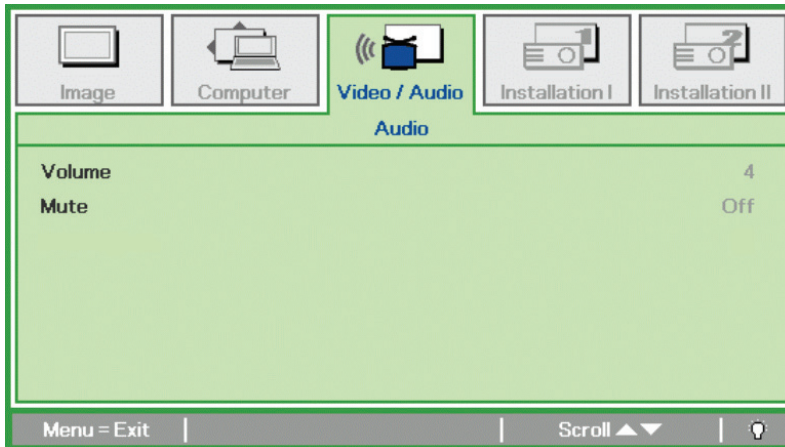 Image Computer Video / Audio Installation I Installation II
Audio
Volume 4
Mute Off
Menu = Exit Scroll ▲▼